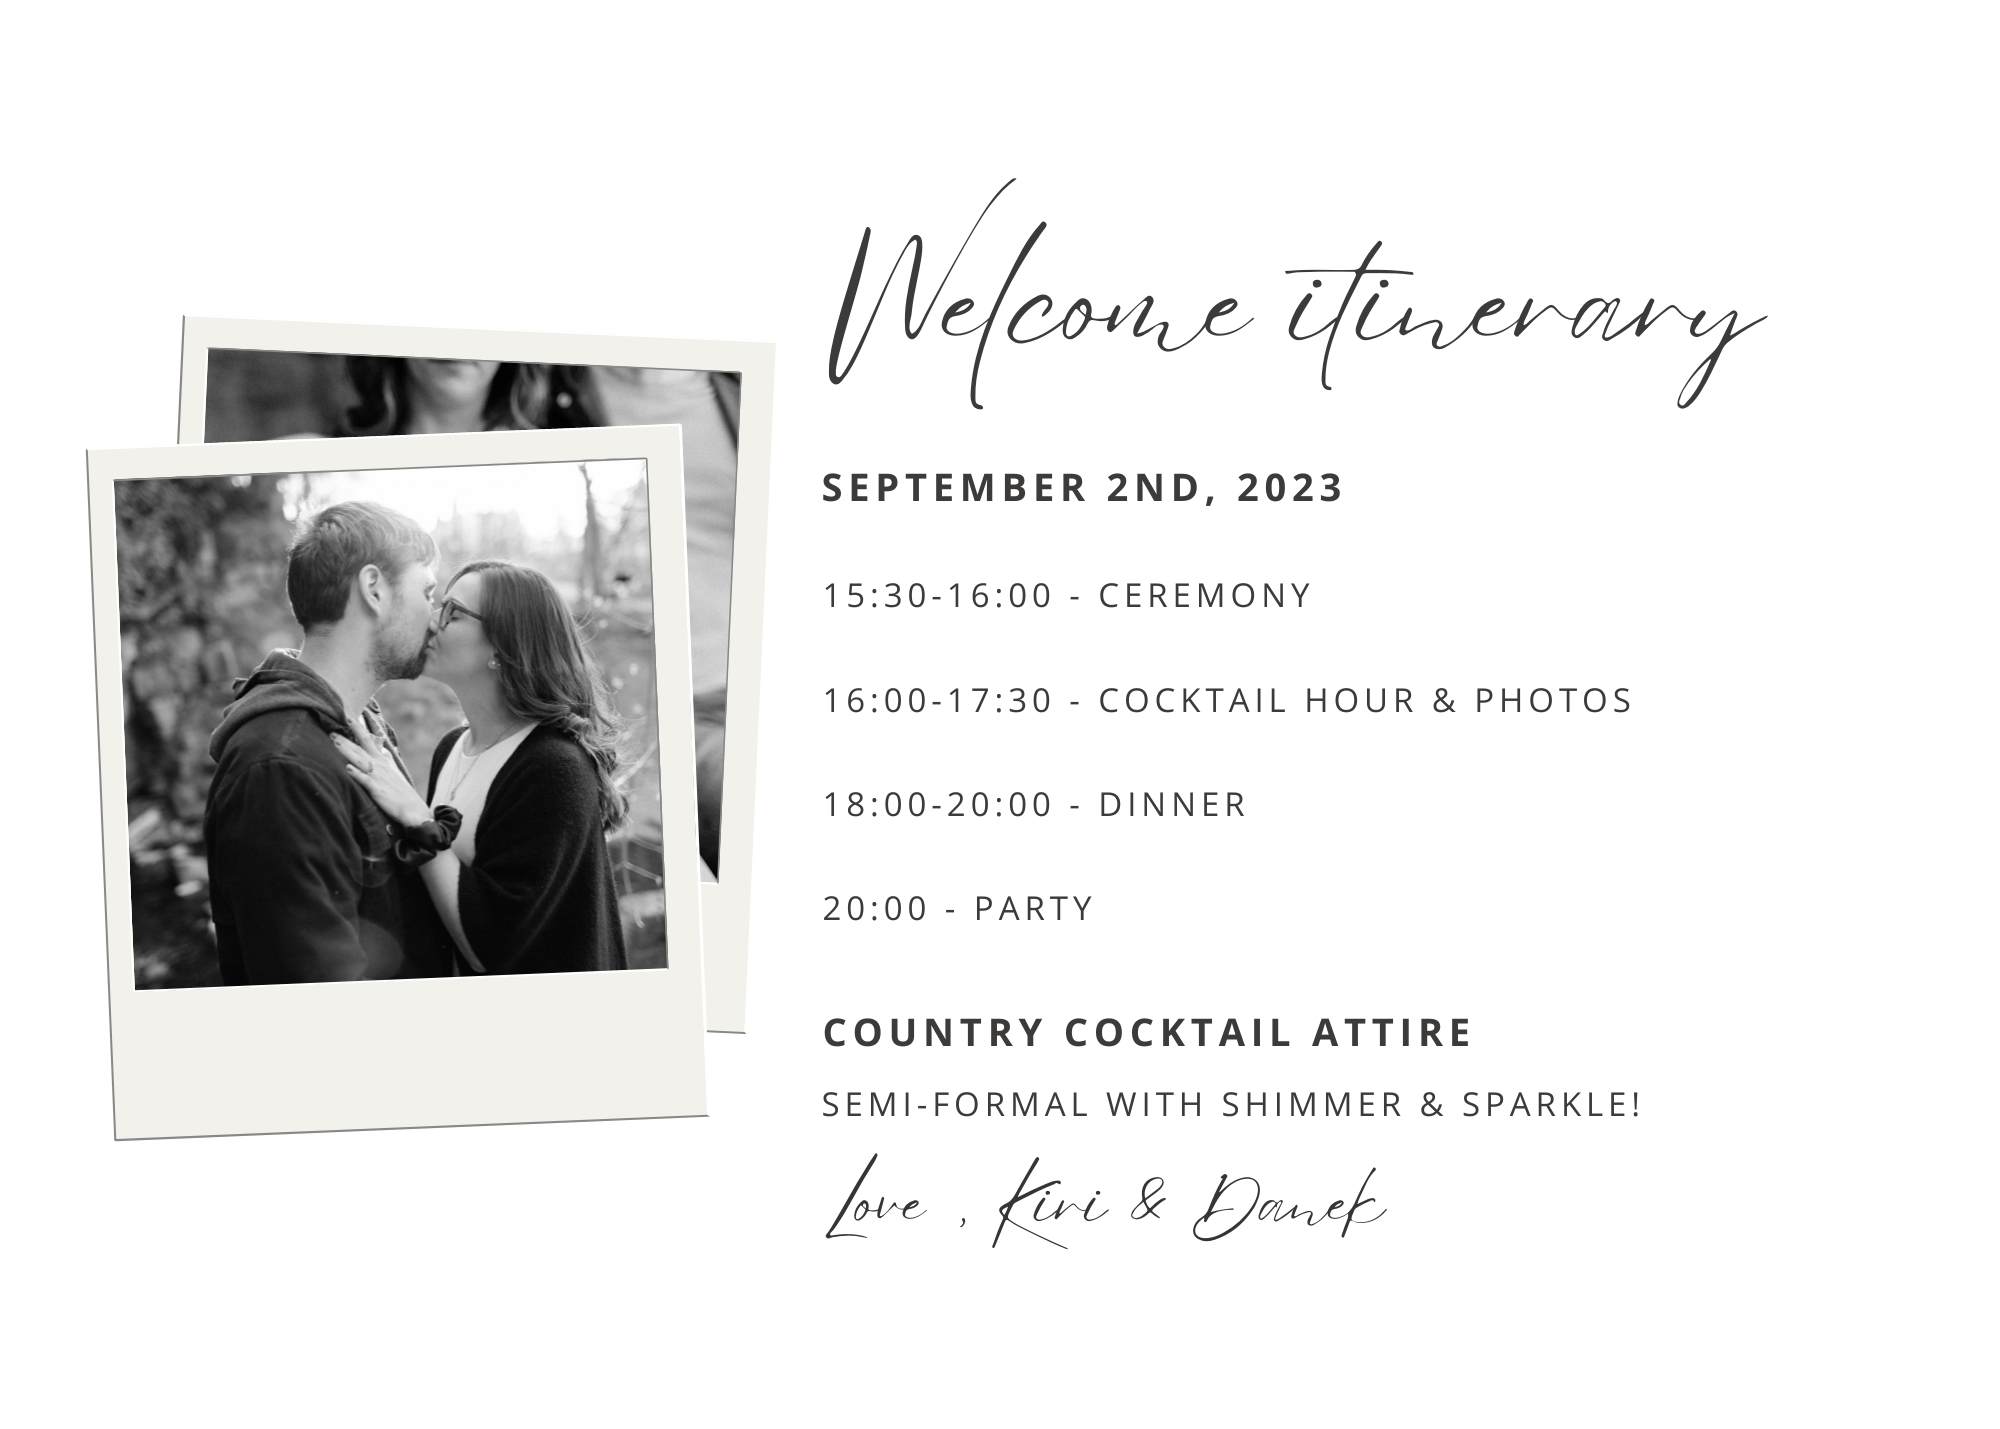 Welcome itinerary
SEPTEMBER 2ND, 2023
15:30-16:00 - CEREMONY
16:00-17:30 - COCKTAIL HOUR & PHOTOS
18:00-20:00 - DINNER
20:00 - PARTY
COUNTRY COCKTAIL ATTIRE
SEMI-FORMAL WITH SHIMMER & SPARKLE!
Love , Kiri & Danek